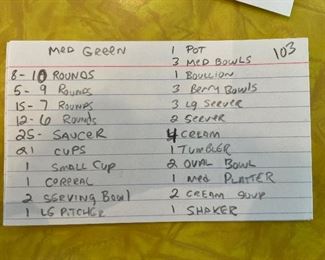 Med Green
8 - 10 Rounds
5 - 9 Rounds
15 - 7 Rounds
12 - 6 Rounds
25 - Saucer
21 Cups
1 Small Cup
1 Cereal
2 Serving Bowl
1 LG Pitcher
103
1 Pot
3 Med Bowls
1 Boullion
3 Berry Bowls
3 Lg Server
2 Server
4 Cream
1 Tumbler
2 Oval Bowl
1 Med Platter
2 Cream Soup
1 Shaker